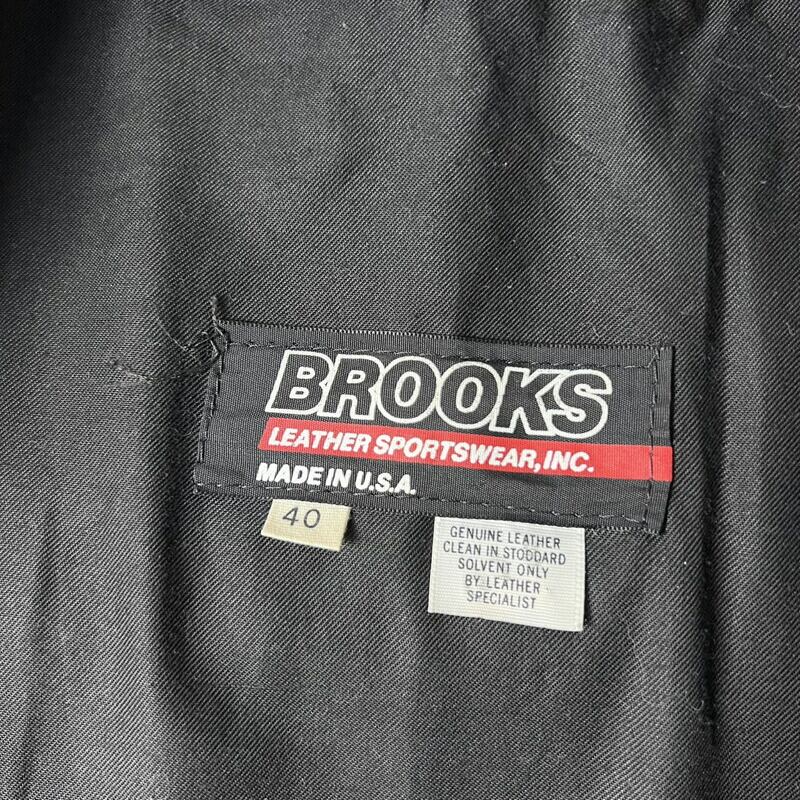 BROOKS
LEATHER SPORTSWEAR, INC.
MADE IN U.S.A.
40
GENUINE LEATHER
CLEAN IN STODDARD
SOLVENT ONLY
BY LEATHER
SPECIALIST